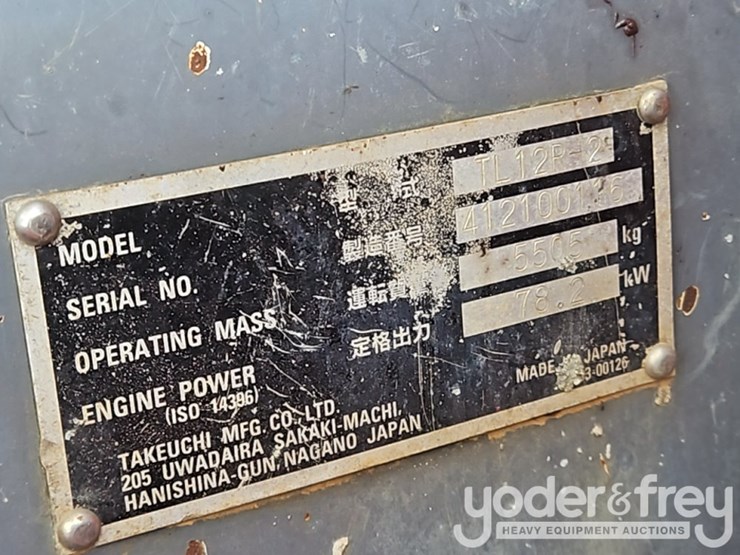 MODEL 型式 TL12R-2
SERIAL NO. 製造番号
OPERATING MASS 運転質 5505 kg
ENGINE POWER 定格出力 78.2 kW
(ISO 14396)
TAKEUCHI MFG. CO., LTD.
205 UWADAIRA SAKAKI-MACHI,
HANISHINA-GUN, NAGANO JAPAN
MADE JAPAN
3-00126
yoder&frey
HEAVY EQUIPMENT AUCTIONS